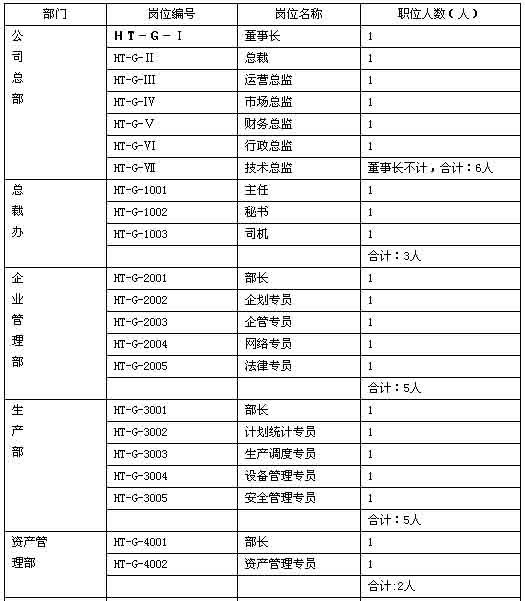 部门 岗位编号 岗位名称 职位人数（人）
公司总部 HT-G-Ⅰ 董事长 1
HT-G-Ⅱ 总裁 1
HT-G-Ⅲ 运营总监 1
HT-G-Ⅳ 市场总监 1
HT-G-Ⅴ 财务总监 1
HT-G-Ⅵ 行政总监 1
HT-G-Ⅶ 技术总监 董事长不计，合计：6人
总裁办 HT-G-1001 主任 1
HT-G-1002 秘书 1
HT-G-1003 司机 1
合计：3人
企业管理部 HT-G-2001 部长 1
HT-G-2002 企划专员 1
HT-G-2003 企管专员 1
HT-G-2004 网络专员 1
HT-G-2005 法律专员 1
合计：5人
生产部 HT-G-3001 部长 1
HT-G-3002 计划统计专员 1
HT-G-3003 生产调度专员 1
HT-G-3004 设备管理专员 1
HT-G-3005 安全管理专员 1
合计：5人
资产管理部 HT-G-4001 部长 1
HT-G-4002 资产管理专员 1
合计:2人